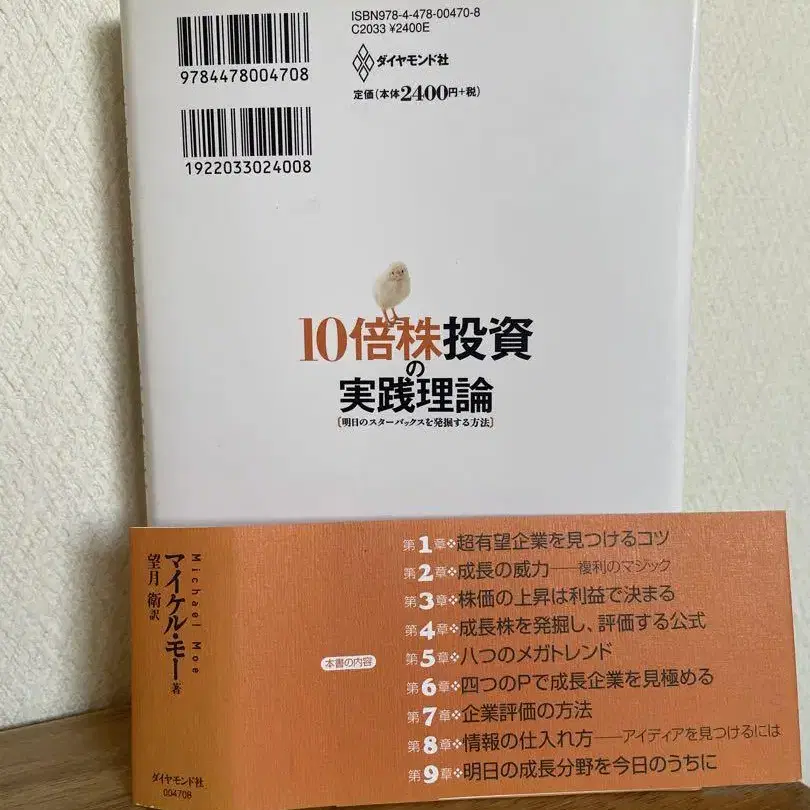 ISBN978-4-478-00470-8
C2033 ¥2400E
9784478004708
ダイヤモンド社
定価(本体2400円+税)
1922033024008
10倍株投資
の
実践理論
〔明日のスターバックスを発掘する方法〕
Michael Moe
マイケル・モー 著
望月 衛 訳
ダイヤモンド社
004708
本書の内容
第1章❖超有望企業を見つけるコツ
第2章❖成長の威力——複利のマジック
第3章❖株価の上昇は利益で決まる
第4章❖成長株を発掘し、評価する公式
第5章❖八つのメガトレンド
第6章❖四つのPで成長企業を見極める
第7章❖企業評価の方法
第8章❖情報の仕入れ方——アイディアを見つけるには
第9章❖明日の成長分野を今日のうちに